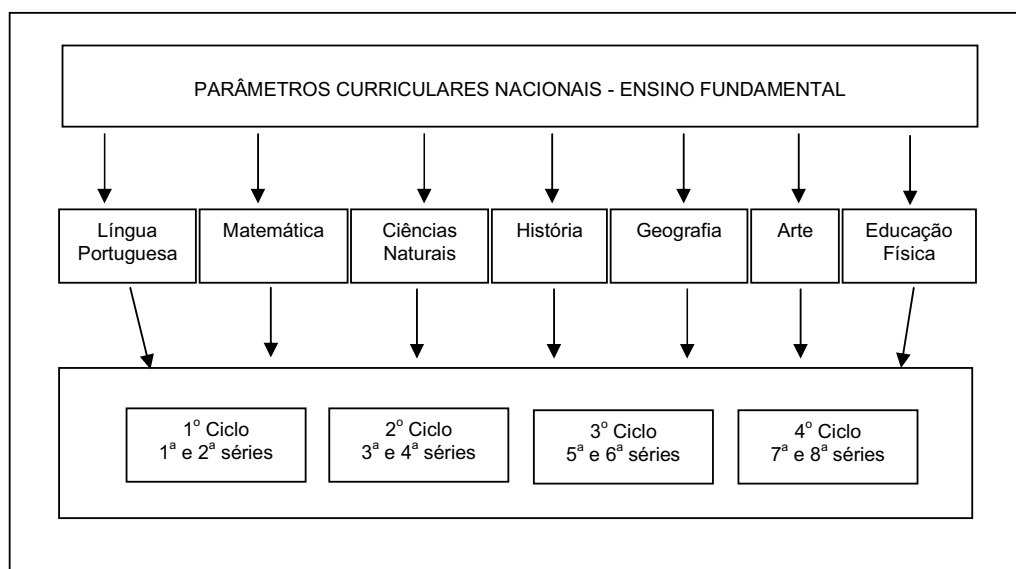 PARÂMETROS CURRICULARES NACIONAIS - ENSINO FUNDAMENTAL
Língua
Portuguesa
Matemática
Ciências
Naturais
História
Geografia
Arte
Educação
Física
1º Ciclo
1ª e 2ª séries
2º Ciclo
3ª e 4ª séries
3º Ciclo
5ª e 6ª séries
4º Ciclo
7ª e 8ª séries